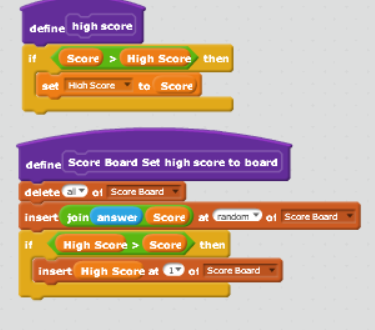 define high score
if Score > High Score then
set High Score to Score
define Score Board Set high score to board
delete all of Score Board
insert join answer Score at random of Score Board
if High Score > Score then
insert High Score at 1 of Score Board